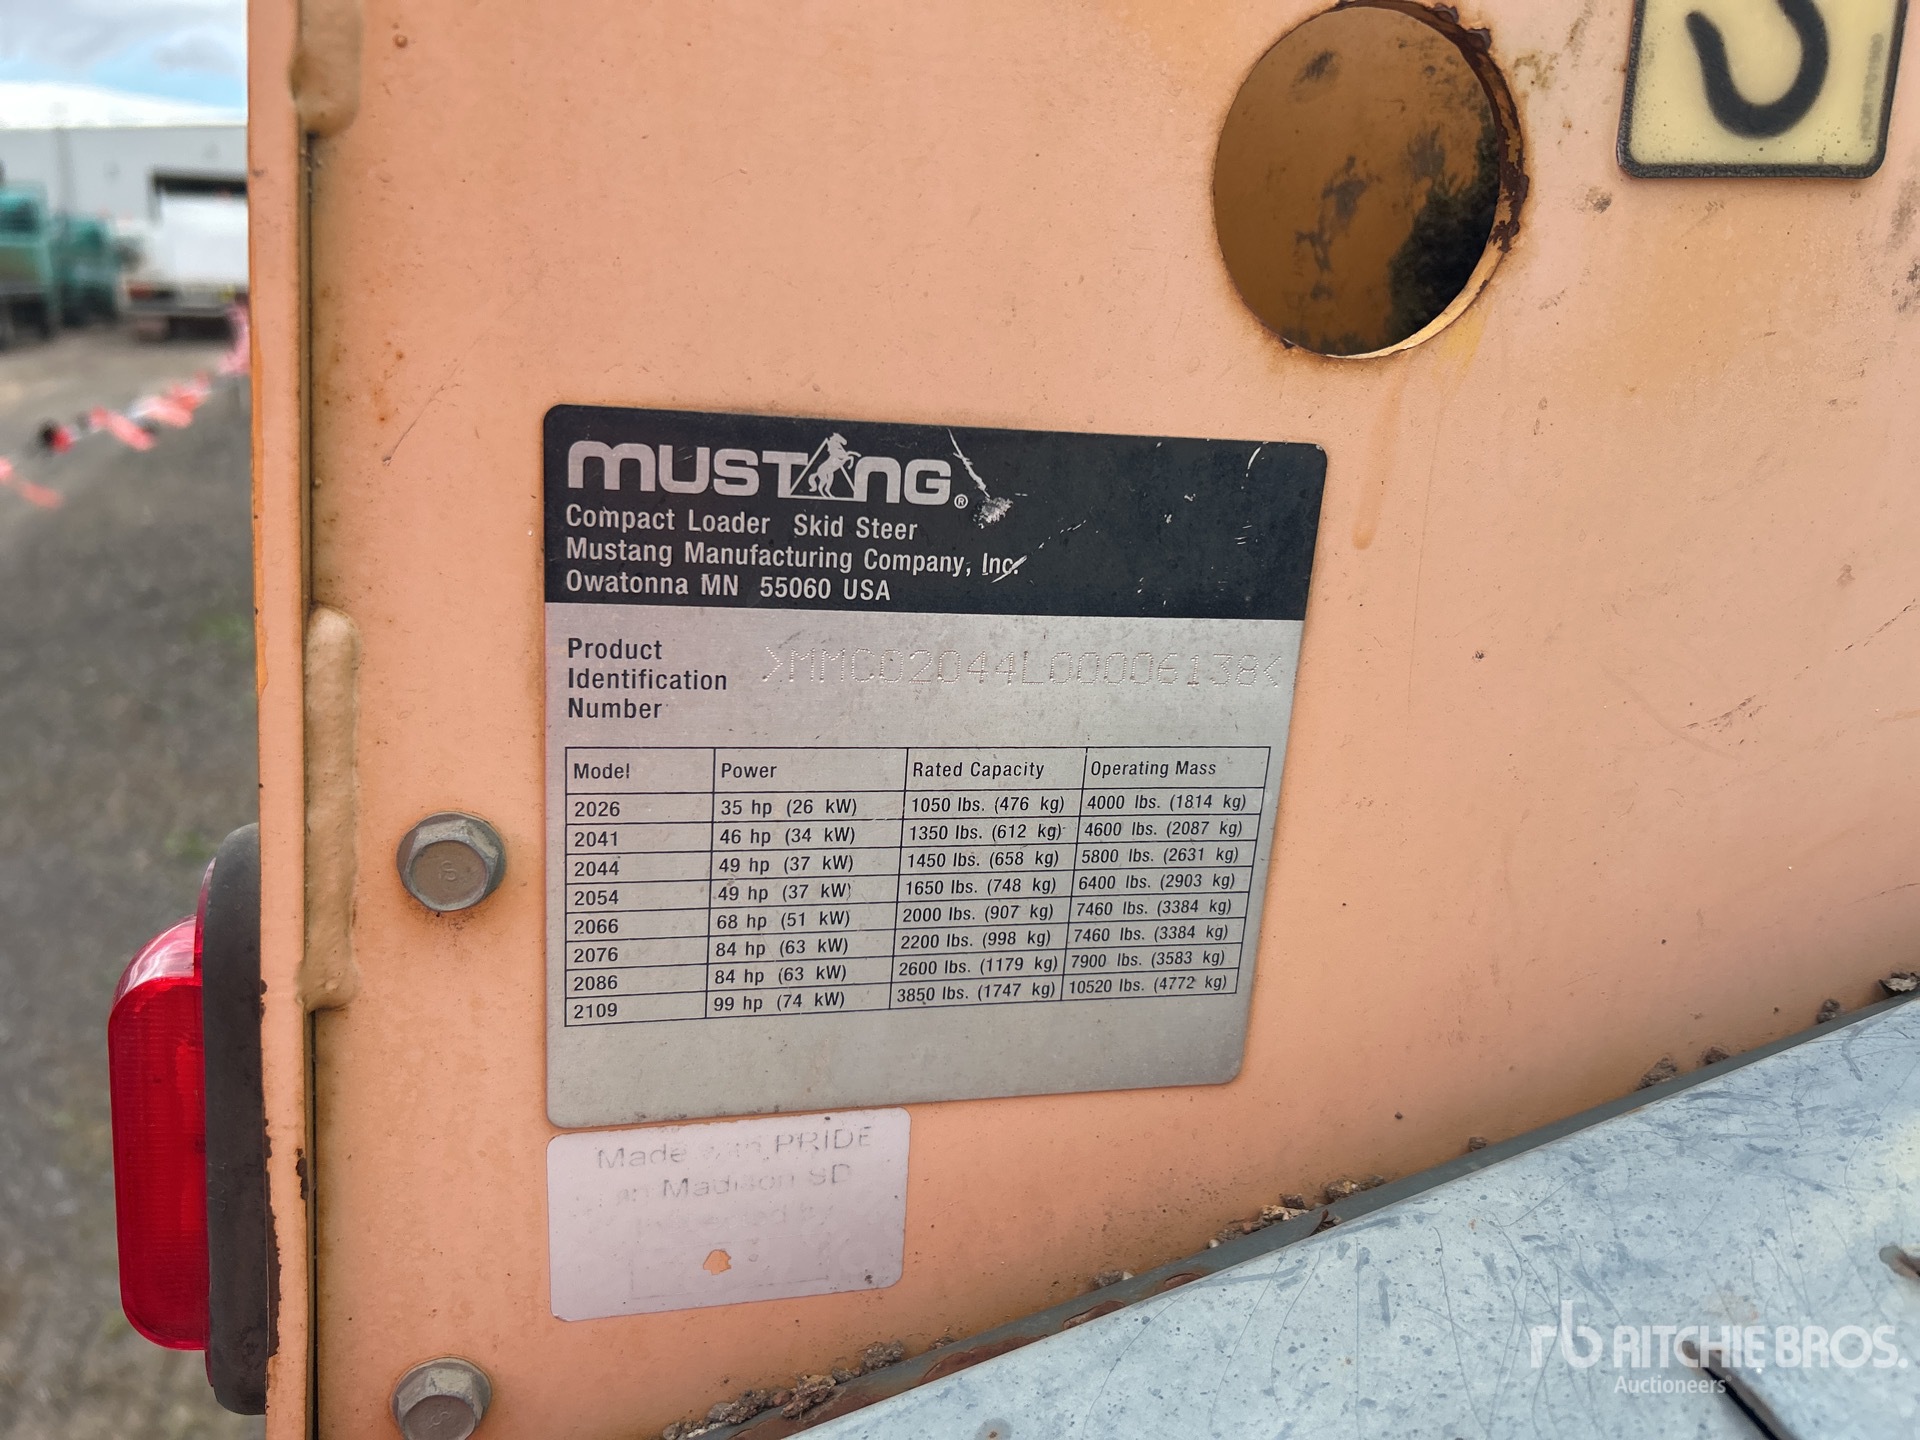 MUSTANG®
Compact Loader Skid Steer
Mustang Manufacturing Company, Inc.
Owatonna MN 55060 USA
Product Identification Number >MMC02044L00006138<
Model Power Rated Capacity Operating Mass
2026 35 hp (26 kW) 1050 lbs. (476 kg) 4000 lbs. (1814 kg)
2041 46 hp (34 kW) 1350 lbs. (612 kg) 4600 lbs. (2087 kg)
2044 49 hp (37 kW) 1450 lbs. (658 kg) 5800 lbs. (2631 kg)
2054 49 hp (37 kW) 1650 lbs. (748 kg) 6400 lbs. (2903 kg)
2066 68 hp (51 kW) 2000 lbs. (907 kg) 7460 lbs. (3384 kg)
2076 84 hp (63 kW) 2200 lbs. (998 kg) 7460 lbs. (3384 kg)
2086 84 hp (63 kW) 2600 lbs. (1179 kg) 7900 lbs. (3583 kg)
2109 99 hp (74 kW) 3850 lbs. (1747 kg) 10520 lbs. (4772 kg)
Made with PRIDE
in Madison SD
rb RITCHIE BROS.
Auctioneers